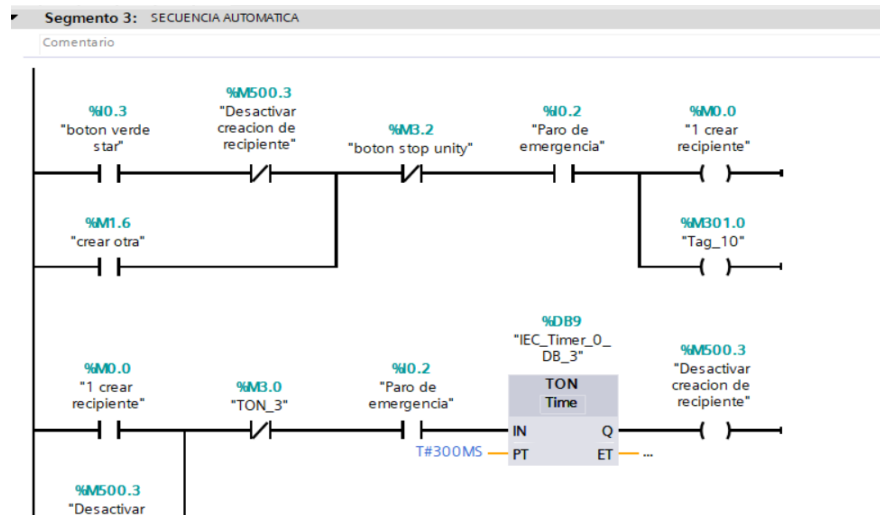 Segmento 3: SECUENCIA AUTOMATICA
Comentario
%I0.3
"boton verde
star"
%M500.3
"Desactivar
creacion de
recipiente"
%M3.2
"boton stop unity"
%I0.2
"Paro de
emergencia"
%M0.0
"1 crear
recipiente"
%M1.6
"crear otra"
%M301.0
"Tag_10"
%M0.0
"1 crear
recipiente"
%M3.0
"TON_3"
%I0.2
"Paro de
emergencia"
%DB9
"IEC_Timer_0_
DB_3"
TON
Time
IN Q
T#300MS PT ET ...
%M500.3
"Desactivar
creacion de
recipiente"
%M500.3
"Desactivar